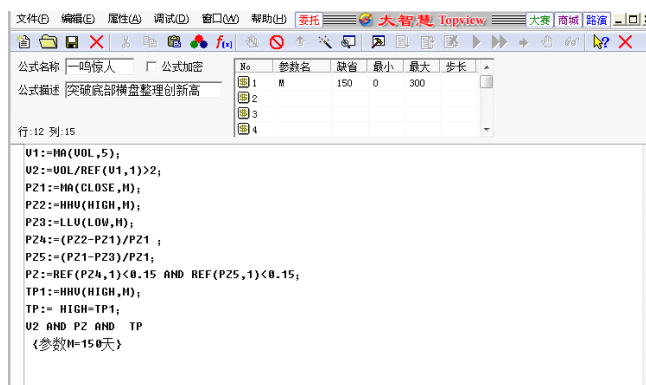 文件(F) 编辑(E) 属性(A) 调试(D) 窗口(W) 帮助(H) 委托 大智慧 Topview 大赛 商城 路演
公式名称 一鸣惊人 公式加密
公式描述 突破底部横盘整理创新高
行:12 列:15
No 参数名 缺省 最小 最大 步长
1 M 150 0 300
2
3
4
V1:=MA(VOL,5);
V2:=VOL/REF(V1,1)>2;
PZ1:=MA(CLOSE,M);
PZ2:=HHV(HIGH,M);
PZ3:=LLV(LOW,M);
PZ4:=(PZ2-PZ1)/PZ1 ;
PZ5:=(PZ1-PZ3)/PZ1;
PZ:=REF(PZ4,1)<0.15 AND REF(PZ5,1)<0.15;
TP1:=HHV(HIGH,M);
TP:= HIGH=TP1;
V2 AND PZ AND  TP
{参数M=150天}